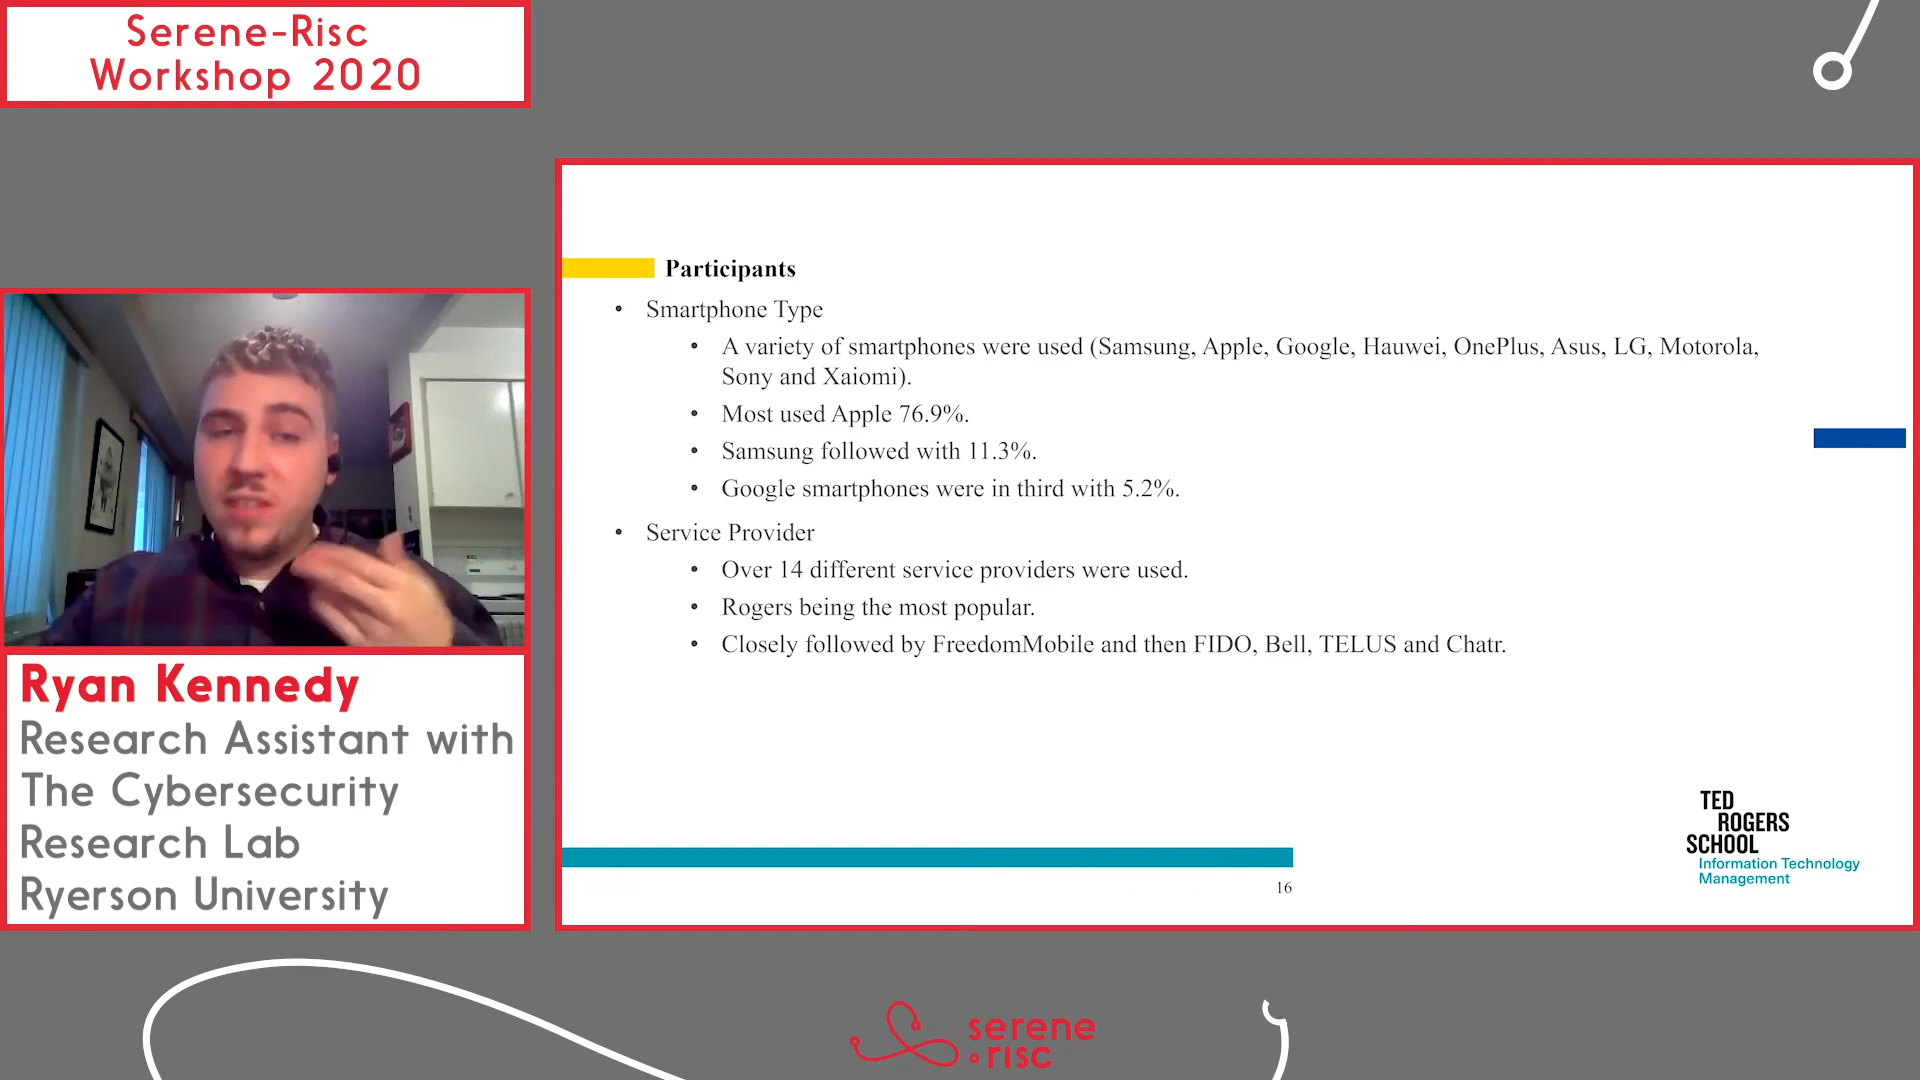 Serene-Risc
Workshop 2020
Participants
• Smartphone Type
• A variety of smartphones were used (Samsung, Apple, Google, Hauwei, OnePlus, Asus, LG, Motorola,
Sony and Xaiomi).
• Most used Apple 76.9%.
• Samsung followed with 11.3%.
• Google smartphones were in third with 5.2%.
• Service Provider
• Over 14 different service providers were used.
• Rogers being the most popular.
• Closely followed by FreedomMobile and then FIDO, Bell, TELUS and Chatr.
TED
ROGERS
SCHOOL
Information Technology
Management
16
Ryan Kennedy
Research Assistant with
The Cybersecurity
Research Lab
Ryerson University
serene
risc